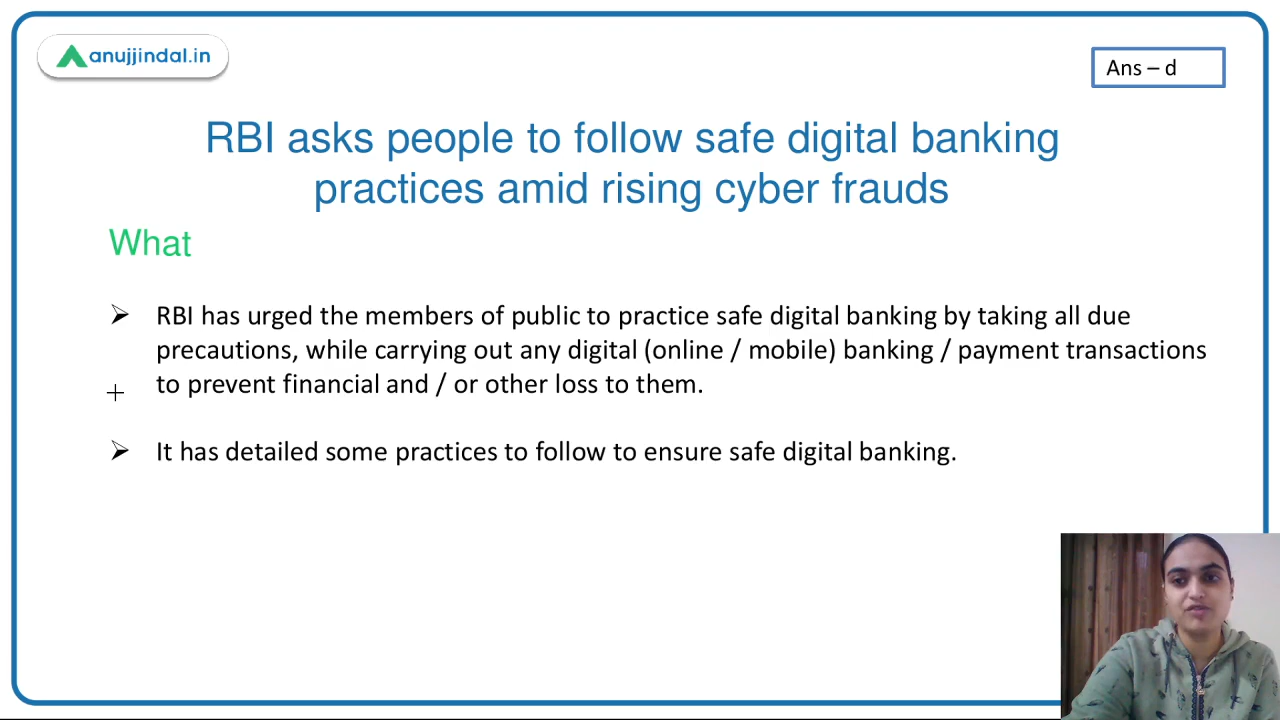 anujjindal.in
Ans – d
RBI asks people to follow safe digital banking
practices amid rising cyber frauds
What
RBI has urged the members of public to practice safe digital banking by taking all due
precautions, while carrying out any digital (online / mobile) banking / payment transactions
to prevent financial and / or other loss to them.
It has detailed some practices to follow to ensure safe digital banking.